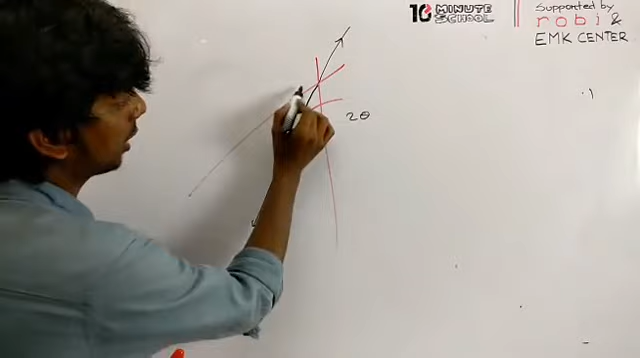 10 MINUTE
SCHOOL
Supported by
robi &
EMK CENTER
2θ